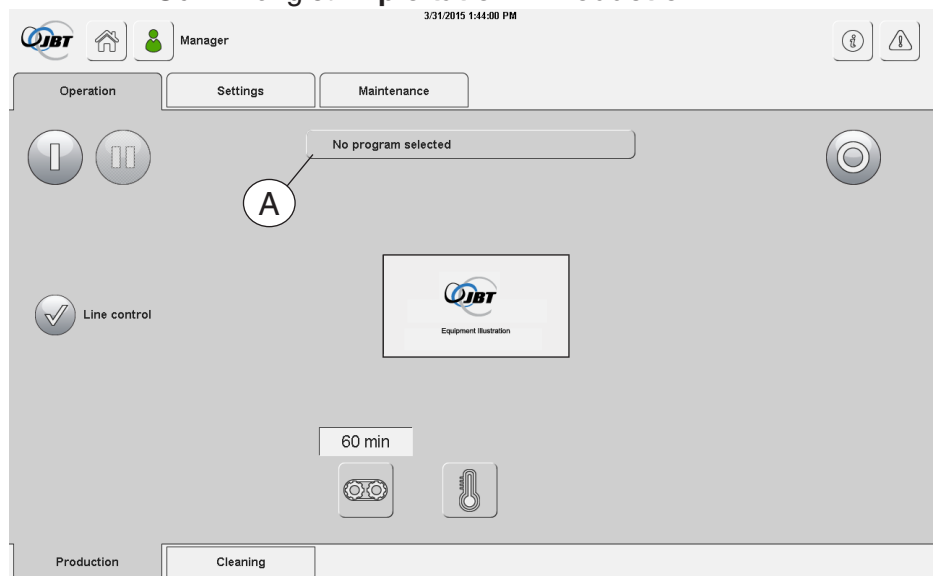 3/31/2015 1:44:00 PM
JBT
Manager
Operation
Settings
Maintenance
No program selected
A
Line control
JBT
Equipment Illustration
60 min
Production
Cleaning